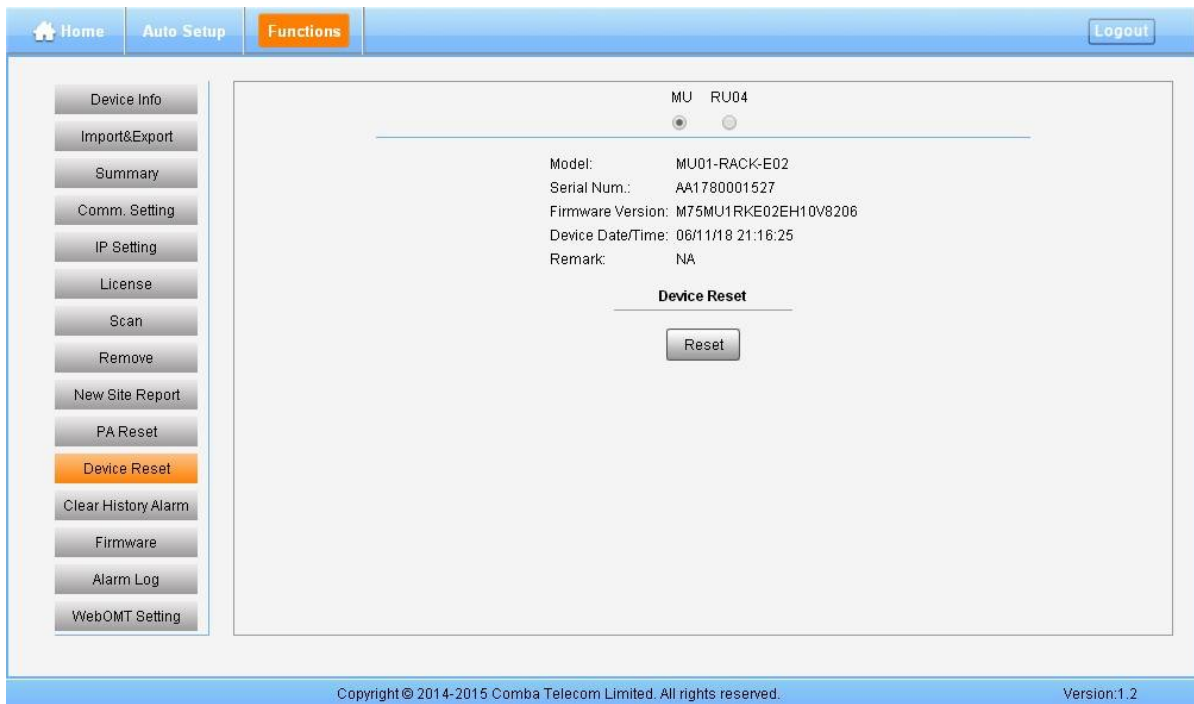 Home Auto Setup Functions Logout
Device Info
Import&Export
Summary
Comm. Setting
IP Setting
License
Scan
Remove
New Site Report
PA Reset
Device Reset
Clear History Alarm
Firmware
Alarm Log
WebOMT Setting
MU RU04
Model: MU01-RACK-E02
Serial Num.: AA1780001527
Firmware Version: M75MU1RKE02EH10V8206
Device Date/Time: 06/11/18 21:16:25
Remark: NA
Device Reset
Reset
Copyright © 2014-2015 Comba Telecom Limited. All rights reserved. Version:1.2